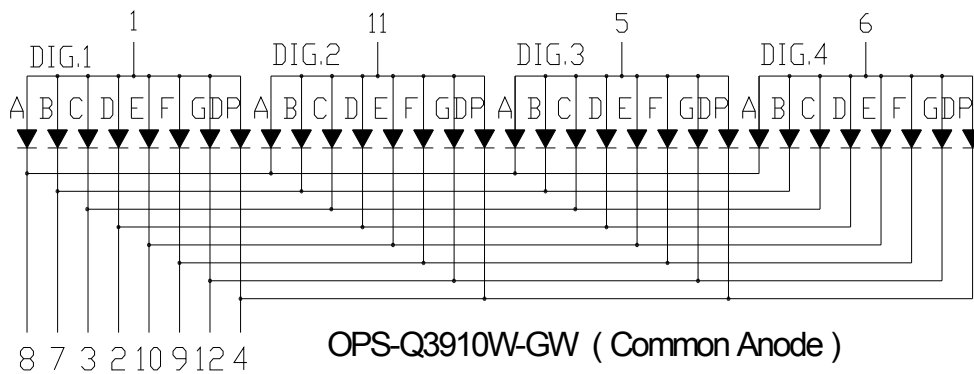 1 11 5 6
DIG.1 DIG.2 DIG.3 DIG.4
A B C D E F G DP A B C D E F G DP A B C D E F G DP A B C D E F G DP
8 7 3 2 10 9 12 4
OPS-Q3910W-GW ( Common Anode )